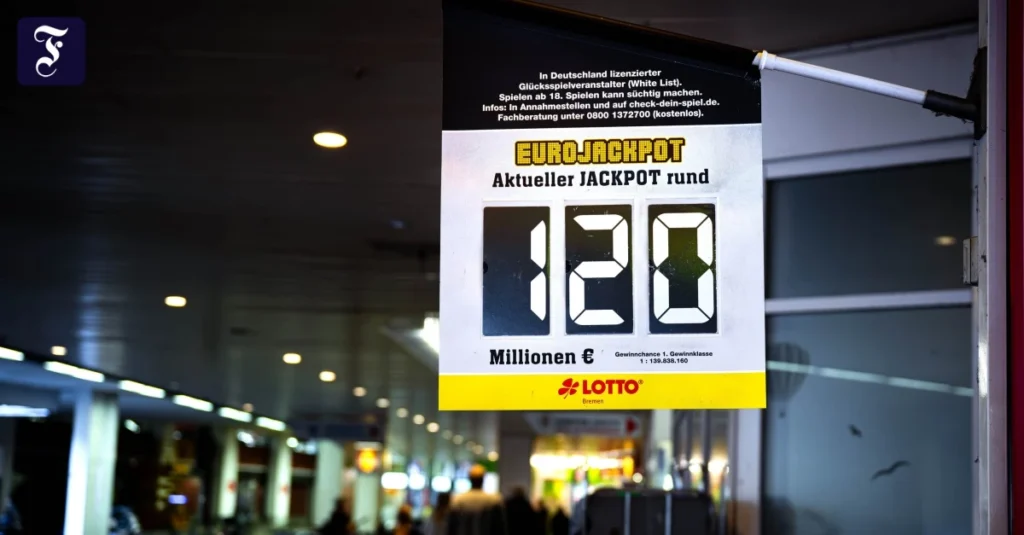 F
In Deutschland lizenzierter
Glücksspielveranstalter (White List).
Spielen ab 18. Spielen kann süchtig machen.
Infos: In Annahmestellen und auf check-dein-spiel.de.
Fachberatung unter 0800 1372700 (kostenlos).
EUROJACKPOT
Aktueller JACKPOT rund
120
Millionen €
Gewinnchance 1. Gewinnklasse
1 : 139.838.160
LOTTO®
Bremen